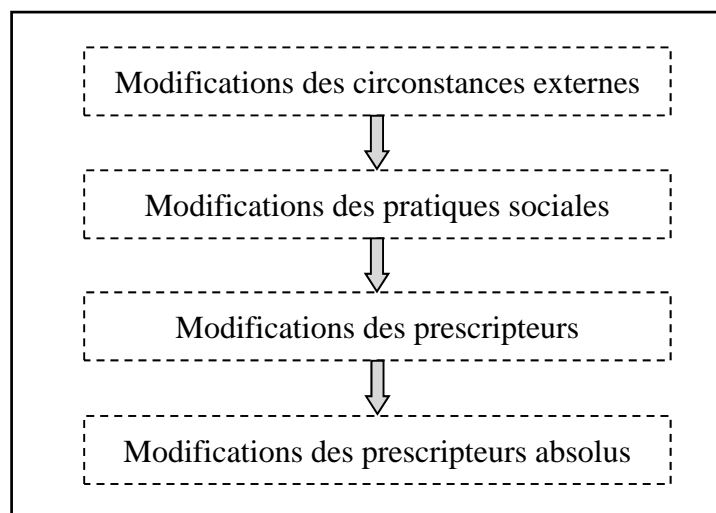 Modifications des circonstances externes
Modifications des pratiques sociales
Modifications des prescripteurs
Modifications des prescripteurs absolus